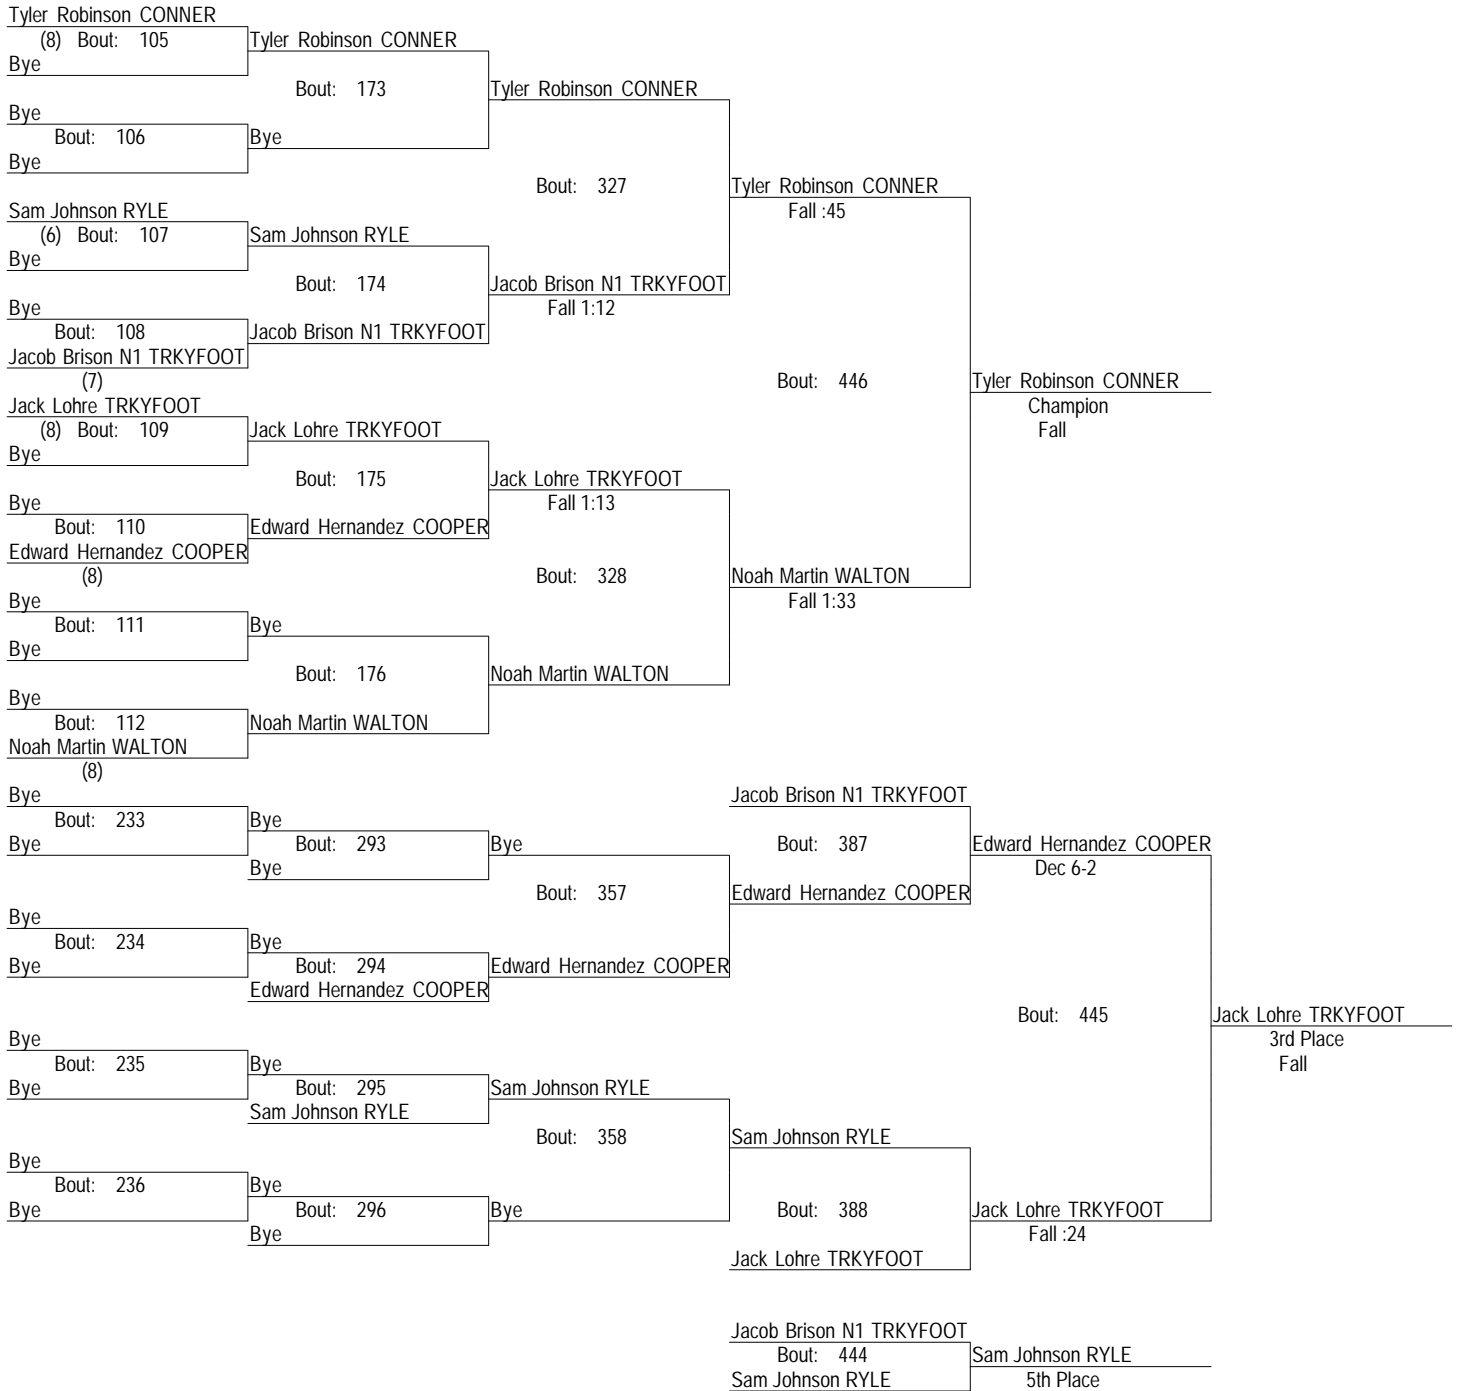 Tyler Robinson CONNER
(8) Bout: 105
Tyler Robinson CONNER
Bye
Bout: 173
Tyler Robinson CONNER
Bye
Bout: 106
Bye
Bye
Bout: 327
Tyler Robinson CONNER
Fall :45
Sam Johnson RYLE
(6) Bout: 107
Sam Johnson RYLE
Bye
Bout: 174
Jacob Brison N1 TRKYFOOT
Fall 1:12
Bye
Bout: 108
Jacob Brison N1 TRKYFOOT
Jacob Brison N1 TRKYFOOT
(7)
Bout: 446
Tyler Robinson CONNER
Champion
Fall
Jack Lohre TRKYFOOT
(8) Bout: 109
Jack Lohre TRKYFOOT
Bye
Bout: 175
Jack Lohre TRKYFOOT
Fall 1:13
Bye
Bout: 110
Edward Hernandez COOPER
Edward Hernandez COOPER
(8)
Bout: 328
Noah Martin WALTON
Fall 1:33
Bye
Bout: 111
Bye
Bye
Bout: 176
Noah Martin WALTON
Bye
Bout: 112
Noah Martin WALTON
Noah Martin WALTON
(8)
Bye
Bout: 233
Bye
Bye
Bout: 293
Bye
Bye
Jacob Brison N1 TRKYFOOT
Bout: 387
Edward Hernandez COOPER
Dec 6-2
Bout: 357
Edward Hernandez COOPER
Bye
Bout: 234
Bye
Bye
Bout: 294
Edward Hernandez COOPER
Edward Hernandez COOPER
Bout: 445
Jack Lohre TRKYFOOT
3rd Place
Fall
Bye
Bout: 235
Bye
Bye
Bout: 295
Sam Johnson RYLE
Sam Johnson RYLE
Bout: 358
Sam Johnson RYLE
Bye
Bout: 236
Bye
Bye
Bout: 296
Bye
Bye
Bout: 388
Jack Lohre TRKYFOOT
Fall :24
Jack Lohre TRKYFOOT
Jacob Brison N1 TRKYFOOT
Bout: 444
Sam Johnson RYLE
Sam Johnson RYLE
5th Place